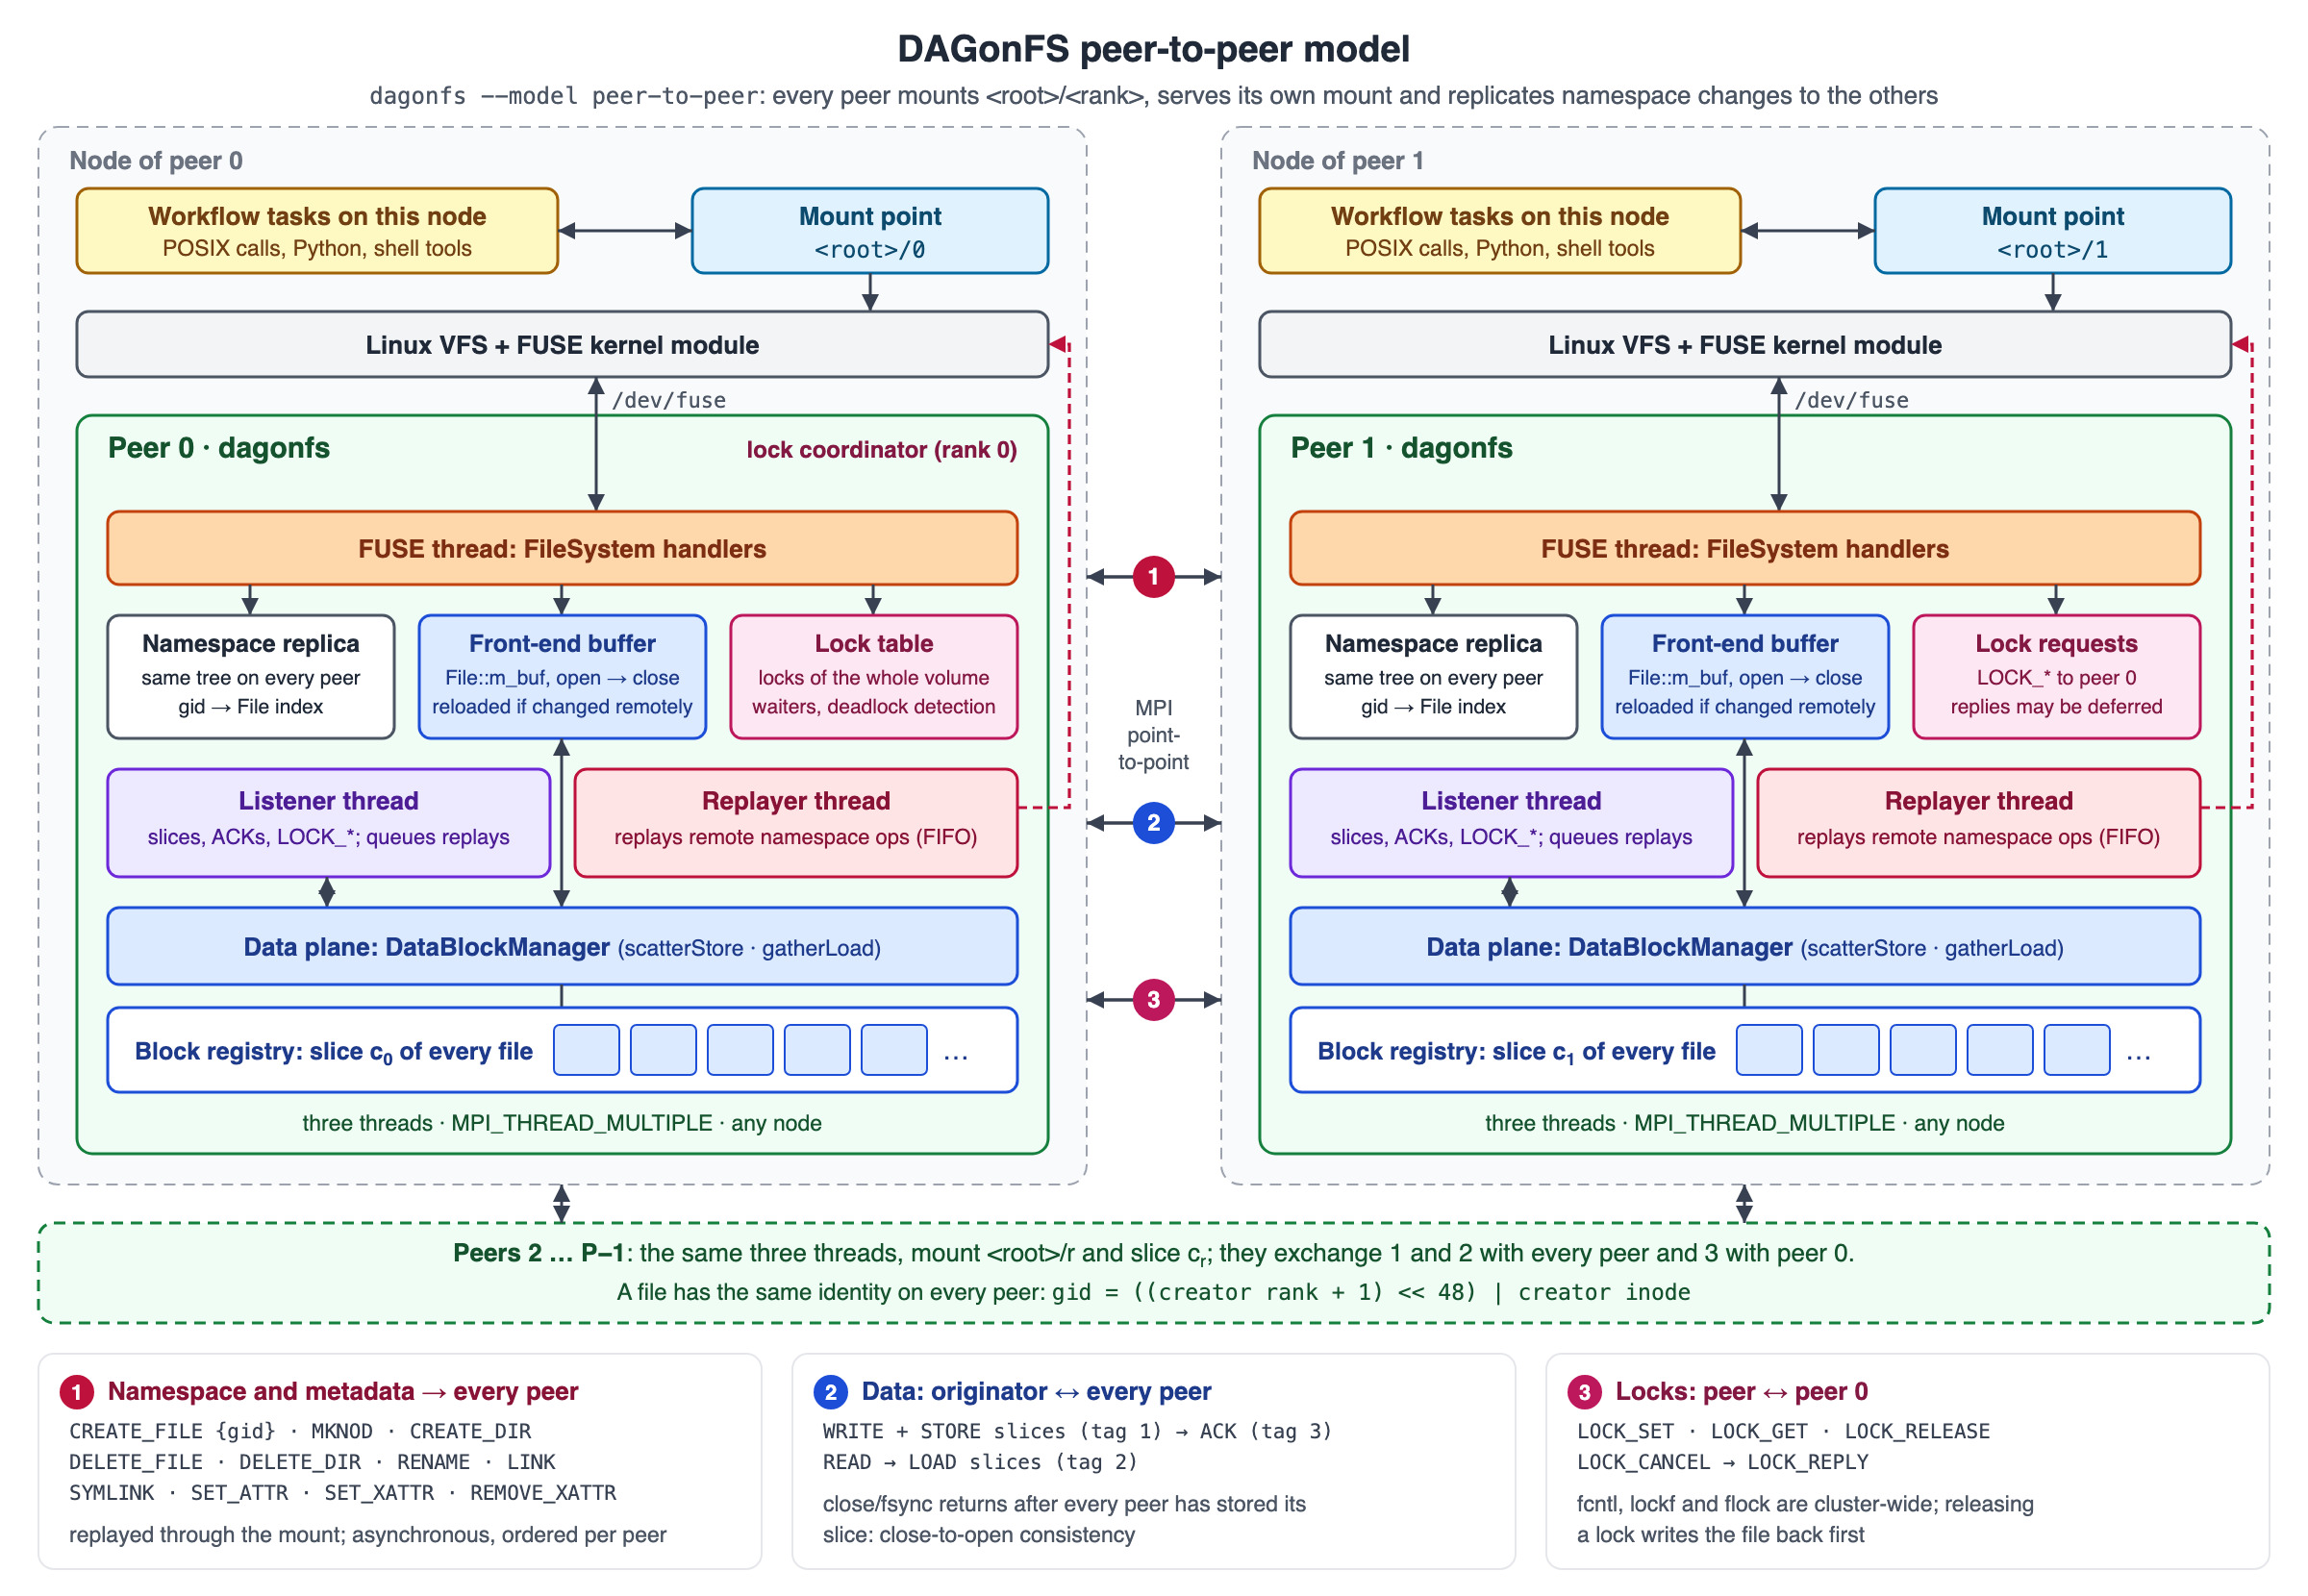 DAGonFS peer-to-peer model
dagonfs --model peer-to-peer: every peer mounts <root>/<rank>, serves its own mount and replicates namespace changes to the others
Node of peer 0
Workflow tasks on this node
POSIX calls, Python, shell tools
Mount point
<root>/0
Linux VFS + FUSE kernel module
/dev/fuse
Peer 0 · dagonfs
lock coordinator (rank 0)
FUSE thread: FileSystem handlers
Namespace replica
same tree on every peer
gid → File index
Front-end buffer
File::m_buf, open → close
reloaded if changed remotely
Lock table
locks of the whole volume
waiters, deadlock detection
Listener thread
slices, ACKs, LOCK_*; queues replays
Replayer thread
replays remote namespace ops (FIFO)
Data plane: DataBlockManager (scatterStore · gatherLoad)
Block registry: slice c0 of every file
...
three threads · MPI_THREAD_MULTIPLE · any node
1
MPI
point-
to-point
2
3
Node of peer 1
Workflow tasks on this node
POSIX calls, Python, shell tools
Mount point
<root>/1
Linux VFS + FUSE kernel module
/dev/fuse
Peer 1 · dagonfs
FUSE thread: FileSystem handlers
Namespace replica
same tree on every peer
gid → File index
Front-end buffer
File::m_buf, open → close
reloaded if changed remotely
Lock requests
LOCK_* to peer 0
replies may be deferred
Listener thread
slices, ACKs, LOCK_*; queues replays
Replayer thread
replays remote namespace ops (FIFO)
Data plane: DataBlockManager (scatterStore · gatherLoad)
Block registry: slice c1 of every file
...
three threads · MPI_THREAD_MULTIPLE · any node
Peers 2 … P–1: the same three threads, mount <root>/r and slice cr; they exchange 1 and 2 with every peer and 3 with peer 0.
A file has the same identity on every peer: gid = ((creator rank + 1) << 48) | creator inode
1 Namespace and metadata → every peer
CREATE_FILE {gid} · MKNOD · CREATE_DIR
DELETE_FILE · DELETE_DIR · RENAME · LINK
SYMLINK · SET_ATTR · SET_XATTR · REMOVE_XATTR
replayed through the mount; asynchronous, ordered per peer
2 Data: originator ↔ every peer
WRITE + STORE slices (tag 1) → ACK (tag 3)
READ → LOAD slices (tag 2)
close/fsync returns after every peer has stored its
slice: close-to-open consistency
3 Locks: peer ↔ peer 0
LOCK_SET · LOCK_GET · LOCK_RELEASE
LOCK_CANCEL → LOCK_REPLY
fcntl, lockf and flock are cluster-wide; releasing
a lock writes the file back first